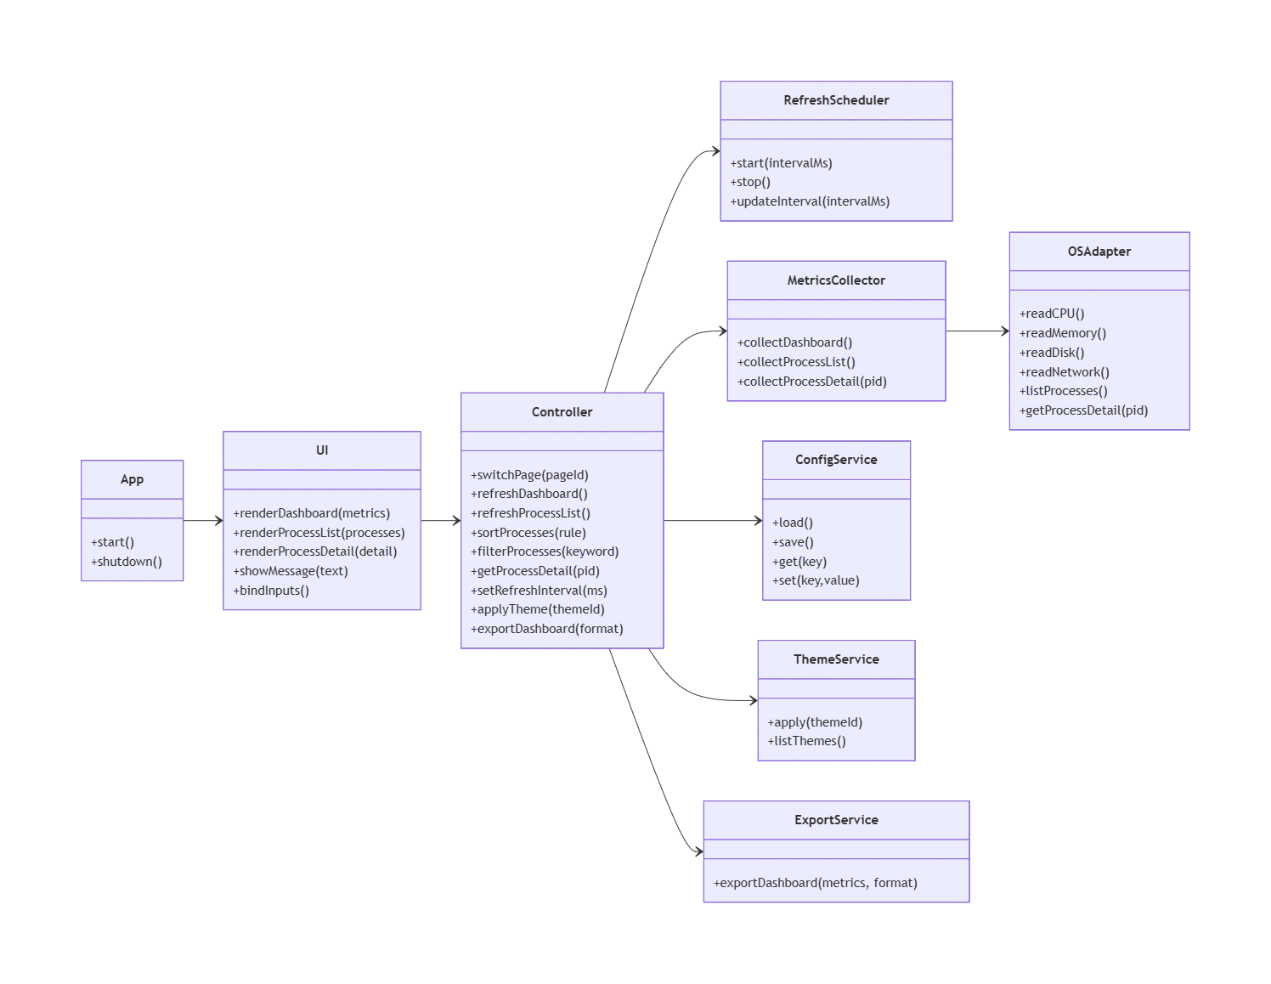 App
+start()
+shutdown()
UI
+renderDashboard(metrics)
+renderProcessList(processes)
+renderProcessDetail(detail)
+showMessage(text)
+bindInputs()
Controller
+switchPage(pageId)
+refreshDashboard()
+refreshProcessList()
+sortProcesses(rule)
+filterProcesses(keyword)
+getProcessDetail(pid)
+setRefreshInterval(ms)
+applyTheme(themeId)
+exportDashboard(format)
RefreshScheduler
+start(intervalMs)
+stop()
+updateInterval(intervalMs)
MetricsCollector
+collectDashboard()
+collectProcessList()
+collectProcessDetail(pid)
OSAdapter
+readCPU()
+readMemory()
+readDisk()
+readNetwork()
+listProcesses()
+getProcessDetail(pid)
ConfigService
+load()
+save()
+get(key)
+set(key,value)
ThemeService
+apply(themeId)
+listThemes()
ExportService
+exportDashboard(metrics, format)